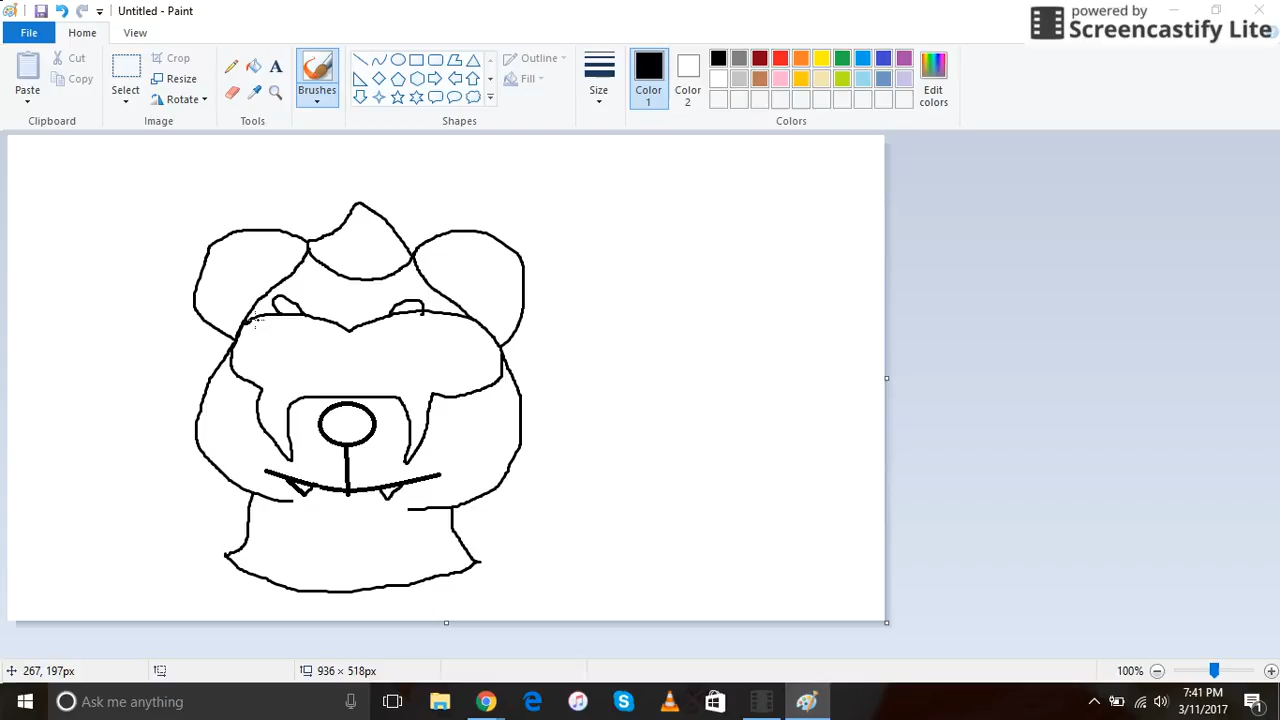 Untitled - Paint
powered by
Screencastify Lite
File Home View
Paste
Cut
Copy
Clipboard
Select
Crop
Resize
Rotate
Image
A
Tools
Brushes
Outline
Fill
Shapes
Size
Color
1
Color
2
Edit
colors
Colors
267, 197px
936 × 518px
100%
Ask me anything
7:41 PM
3/11/2017
1